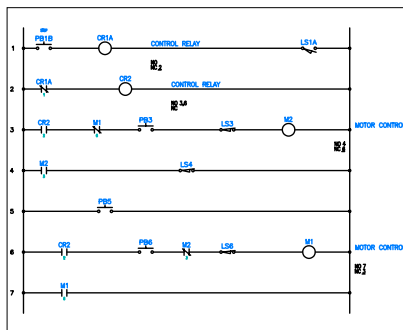 PB1B CR1A CONTROL RELAY LS1A
1
NO
NC,2
CR1A CR2 CONTROL RELAY
2
NO 3,6
NC
CR2 M1 PB3 LS3 M2
3 MOTOR CONTRO
NO 4
NC,6
M2 LS4
4
PB5
5
CR2 PB6 M2 LS6 M1
6 MOTOR CONTRO
NO 7
NC,3
M1
7